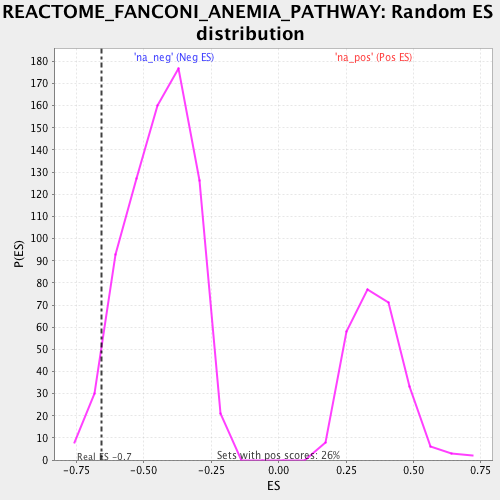 REACTOME_FANCONI_ANEMIA_PATHWAY: Random ES
distribution
'na_neg' (Neg ES)
'na_pos' (Pos ES)
P(ES)
180
170
160
150
140
130
120
110
100
90
80
70
60
50
40
30
20
10
0
Real ES -0.7
Sets with pos scores: 26%
-0.75 -0.50 -0.25 0.00 0.25 0.50 0.75
ES